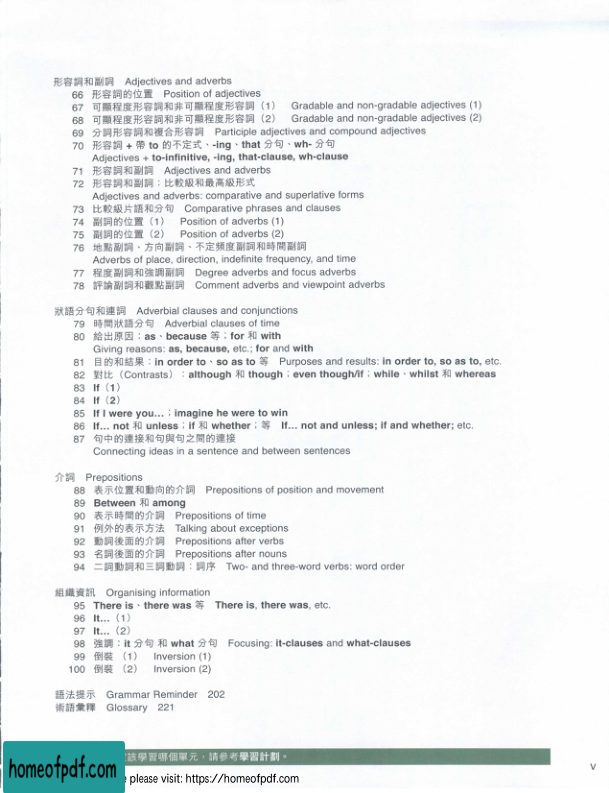 形容詞和副詞 Adjectives and adverbs
66 形容詞的位置 Position of adjectives
67 可顯程度形容詞和非可顯程度形容詞（1） Gradable and non-gradable adjectives (1)
68 可顯程度形容詞和非可顯程度形容詞（2） Gradable and non-gradable adjectives (2)
69 分詞形容詞和複合形容詞 Participle adjectives and compound adjectives
70 形容詞 + 帶 to 的不定式、-ing、that 分句、wh- 分句
Adjectives + to-infinitive, -ing, that-clause, wh-clause
71 形容詞和副詞 Adjectives and adverbs
72 形容詞和副詞：比較級和最高級形式
Adjectives and adverbs: comparative and superlative forms
73 比較級片語和分句 Comparative phrases and clauses
74 副詞的位置（1） Position of adverbs (1)
75 副詞的位置（2） Position of adverbs (2)
76 地點副詞、方向副詞、不定頻度副詞和時間副詞
Adverbs of place, direction, indefinite frequency, and time
77 程度副詞和強調副詞 Degree adverbs and focus adverbs
78 評論副詞和觀點副詞 Comment adverbs and viewpoint adverbs
狀語分句和連詞 Adverbial clauses and conjunctions
79 時間狀語分句 Adverbial clauses of time
80 給出原因：as、because 等；for 和 with
Giving reasons: as, because, etc.; for and with
81 目的和結果：in order to、so as to 等 Purposes and results: in order to, so as to, etc.
82 對比（Contrasts）：although 和 though；even though/if；while、whilst 和 whereas
83 If（1）
84 If（2）
85 If I were you...；imagine he were to win
86 If... not 和 unless；if 和 whether；等 If... not and unless; if and whether; etc.
87 句中的連接和句與句之間的連接
Connecting ideas in a sentence and between sentences
介詞 Prepositions
88 表示位置和動向的介詞 Prepositions of position and movement
89 Between 和 among
90 表示時間的介詞 Prepositions of time
91 例外的表示方法 Talking about exceptions
92 動詞後面的介詞 Prepositions after verbs
93 名詞後面的介詞 Prepositions after nouns
94 二詞動詞和三詞動詞：詞序 Two- and three-word verbs: word order
組織資訊 Organising information
95 There is、there was 等 There is, there was, etc.
96 It...（1）
97 It...（2）
98 強調：it 分句 和 what 分句 Focusing: it-clauses and what-clauses
99 倒裝（1） Inversion (1)
100 倒裝（2） Inversion (2)
語法提示 Grammar Reminder 202
術語彙釋 Glossary 221
該學習哪個單元，請參考學習計劃。
homeofpdf.com
please visit: https://homeofpdf.com
v